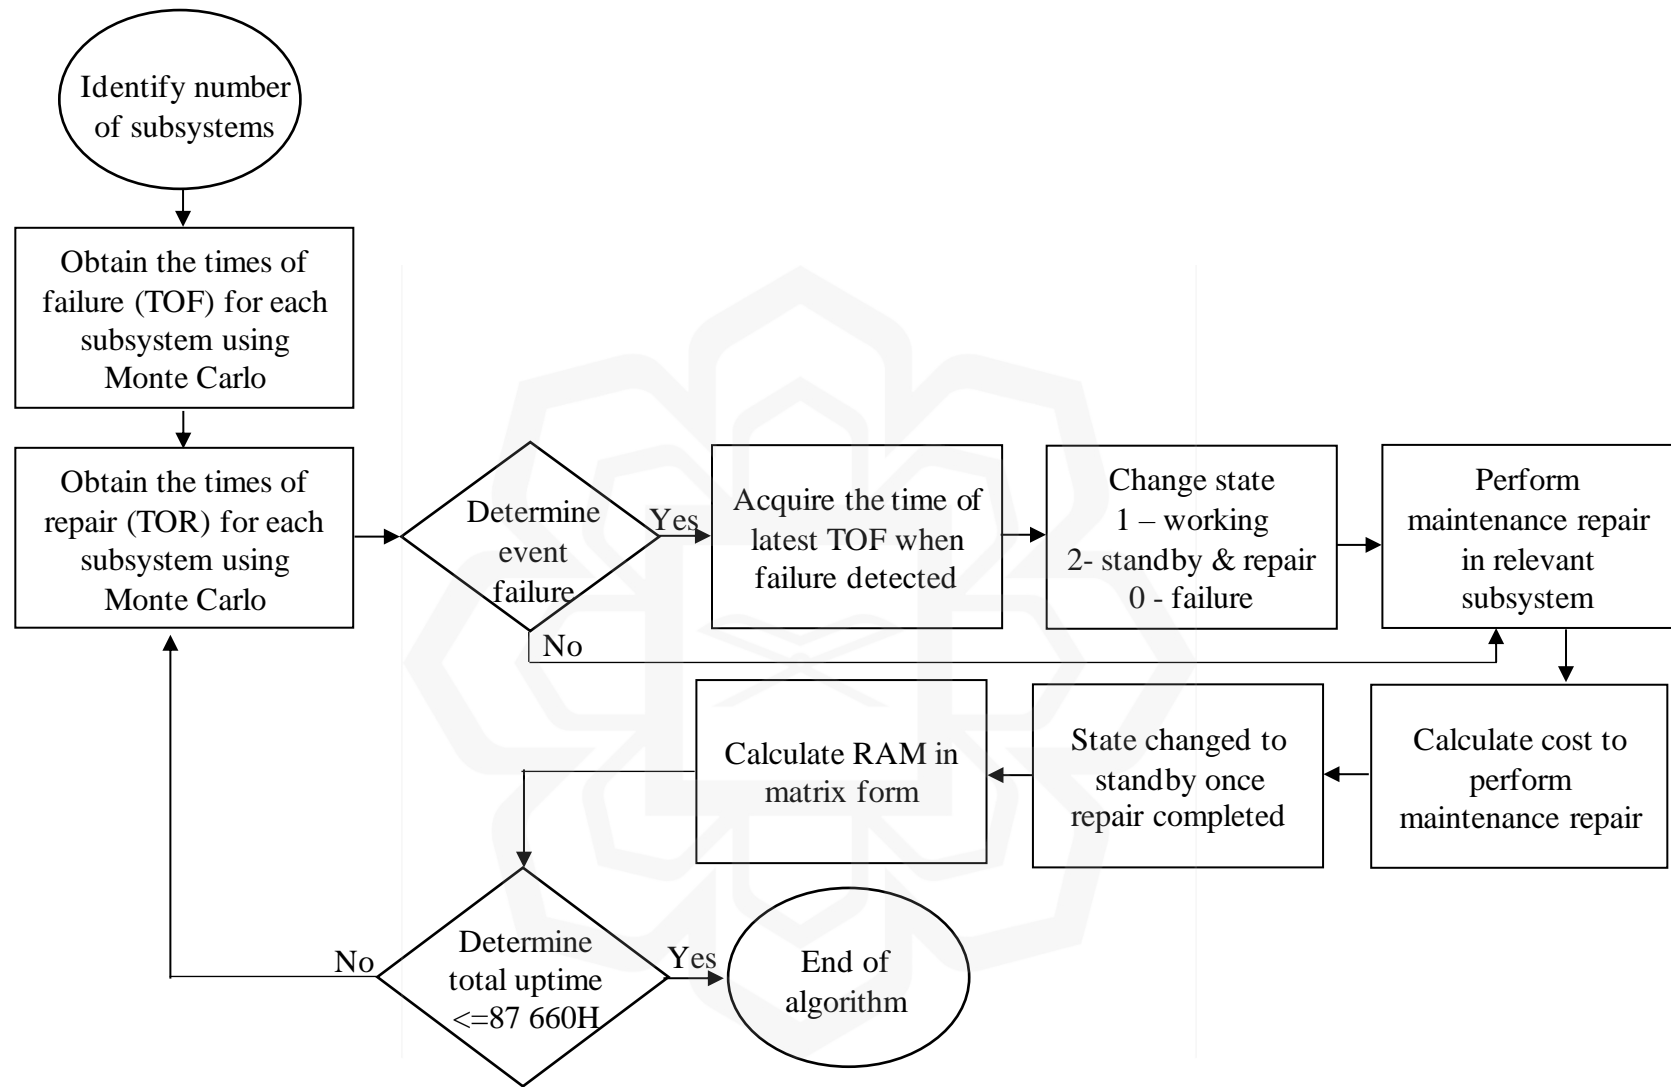 Identify number
of subsystems
Obtain the times of
failure (TOF) for each
subsystem using
Monte Carlo
Obtain the times of
repair (TOR) for each
subsystem using
Monte Carlo
Determine
event
failure
Yes
No
Acquire the time of
latest TOF when
failure detected
Change state
1 – working
2- standby & repair
0 - failure
Perform
maintenance repair
in relevant
subsystem
Calculate cost to
perform
maintenance repair
State changed to
standby once
repair completed
Calculate RAM in
matrix form
Determine
total uptime
<=87 660H
No
Yes
End of
algorithm